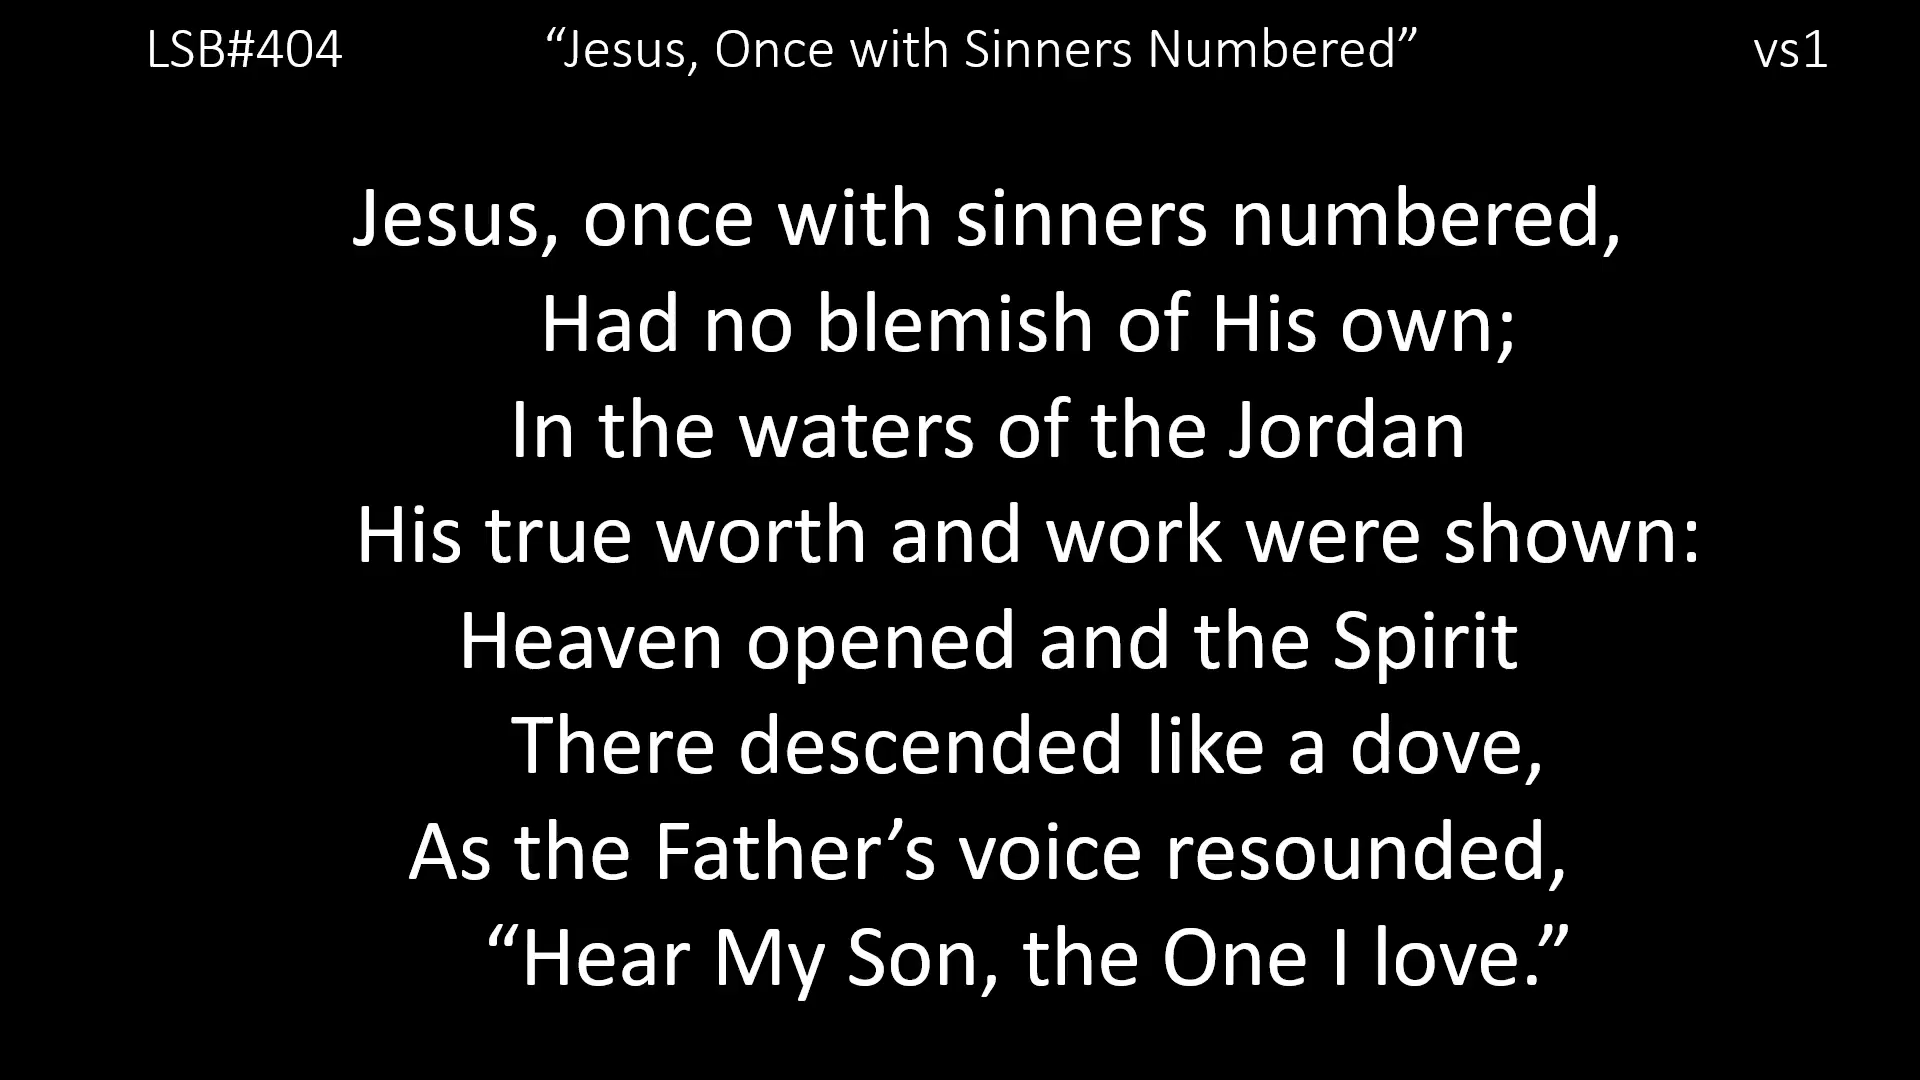 LSB#404 “Jesus, Once with Sinners Numbered” vs1
Jesus, once with sinners numbered,
Had no blemish of His own;
In the waters of the Jordan
His true worth and work were shown:
Heaven opened and the Spirit
There descended like a dove,
As the Father’s voice resounded,
“Hear My Son, the One I love.”